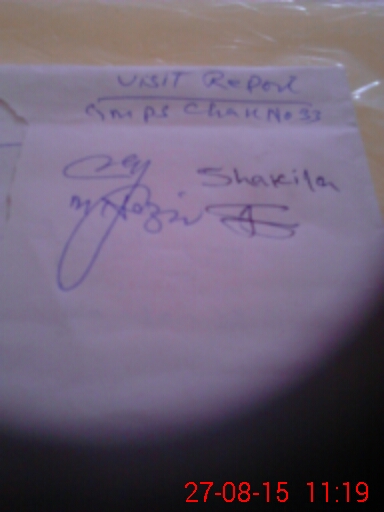 VISIT Report
Gmps Chak No 33
Shakila
27-08-15 11:19